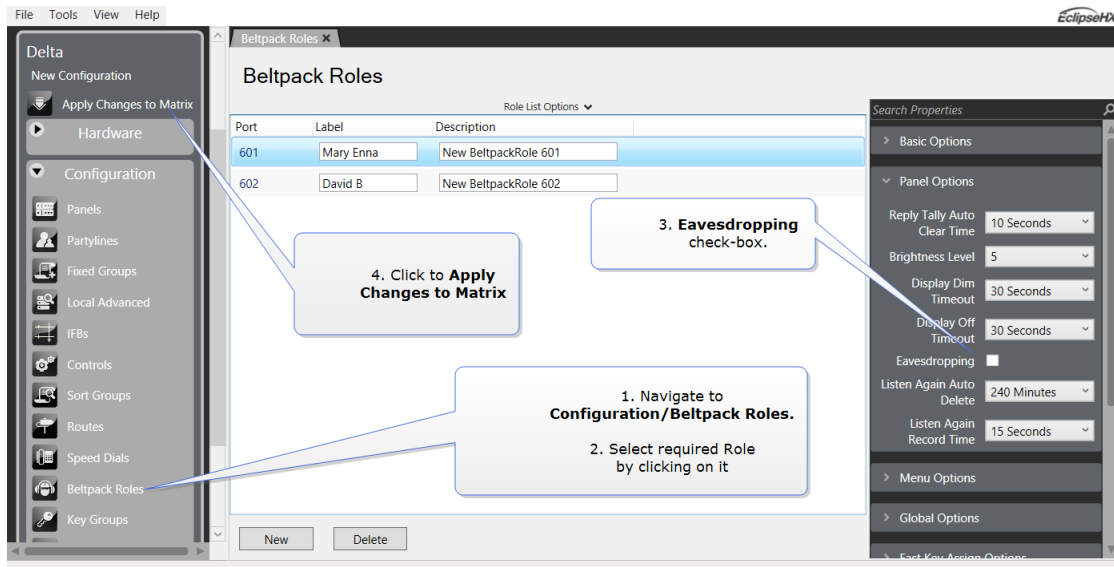 File Tools View Help
EclipseHX
Delta
New Configuration
Apply Changes to Matrix
Hardware
Configuration
Panels
Partylines
Fixed Groups
Local Advanced
IFBs
Controls
Sort Groups
Routes
Speed Dials
Beltpack Roles
Key Groups
Beltpack Roles ×
Beltpack Roles
Role List Options
Port Label Description
601 Mary Enna New BeltpackRole 601
602 David B New BeltpackRole 602
3. Eavesdropping
check-box.
4. Click to Apply
Changes to Matrix
1. Navigate to
Configuration/Beltpack Roles.
2. Select required Role
by clicking on it
New Delete
Search Properties
Basic Options
Panel Options
Reply Tally Auto
Clear Time 10 Seconds
Brightness Level 5
Display Dim
Timeout 30 Seconds
Display Off
Timeout 30 Seconds
Eavesdropping
Listen Again Auto
Delete 240 Minutes
Listen Again
Record Time 15 Seconds
Menu Options
Global Options
Fast Key Assign Options